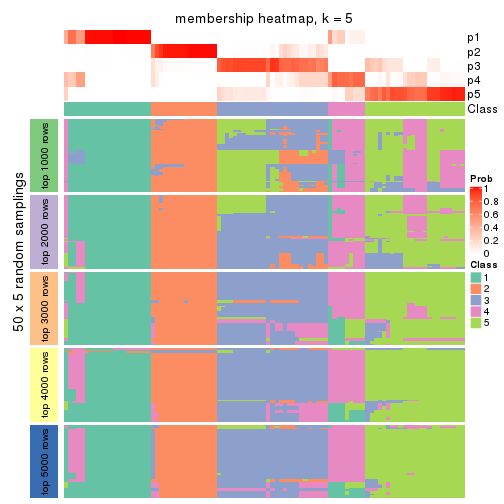 membership heatmap, k = 5
p1
p2
p3
p4
p5
Class
50 x 5 random samplings
top 1000 rows
top 2000 rows
top 3000 rows
top 4000 rows
top 5000 rows
Prob
1
0.8
0.6
0.4
0.2
0
Class
1
2
3
4
5